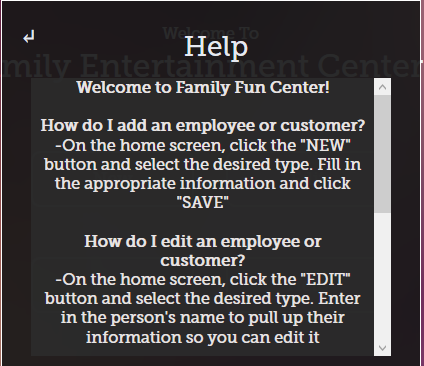 Welcome To
Help
mily Entertainment Center
Welcome to Family Fun Center!
How do I add an employee or customer?
-On the home screen, click the "NEW"
button and select the desired type. Fill in
the appropriate information and click
"SAVE"
How do I edit an employee or
customer?
-On the home screen, click the "EDIT"
button and select the desired type. Enter
in the person's name to pull up their
information so you can edit it